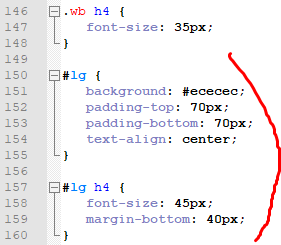 146 .wb h4 {
147 font-size: 35px;
148 }
149
150 #lg {
151 background: #ececec;
152 padding-top: 70px;
153 padding-bottom: 70px;
154 text-align: center;
155 }
156
157 #lg h4 {
158 font-size: 45px;
159 margin-bottom: 40px;
160 }